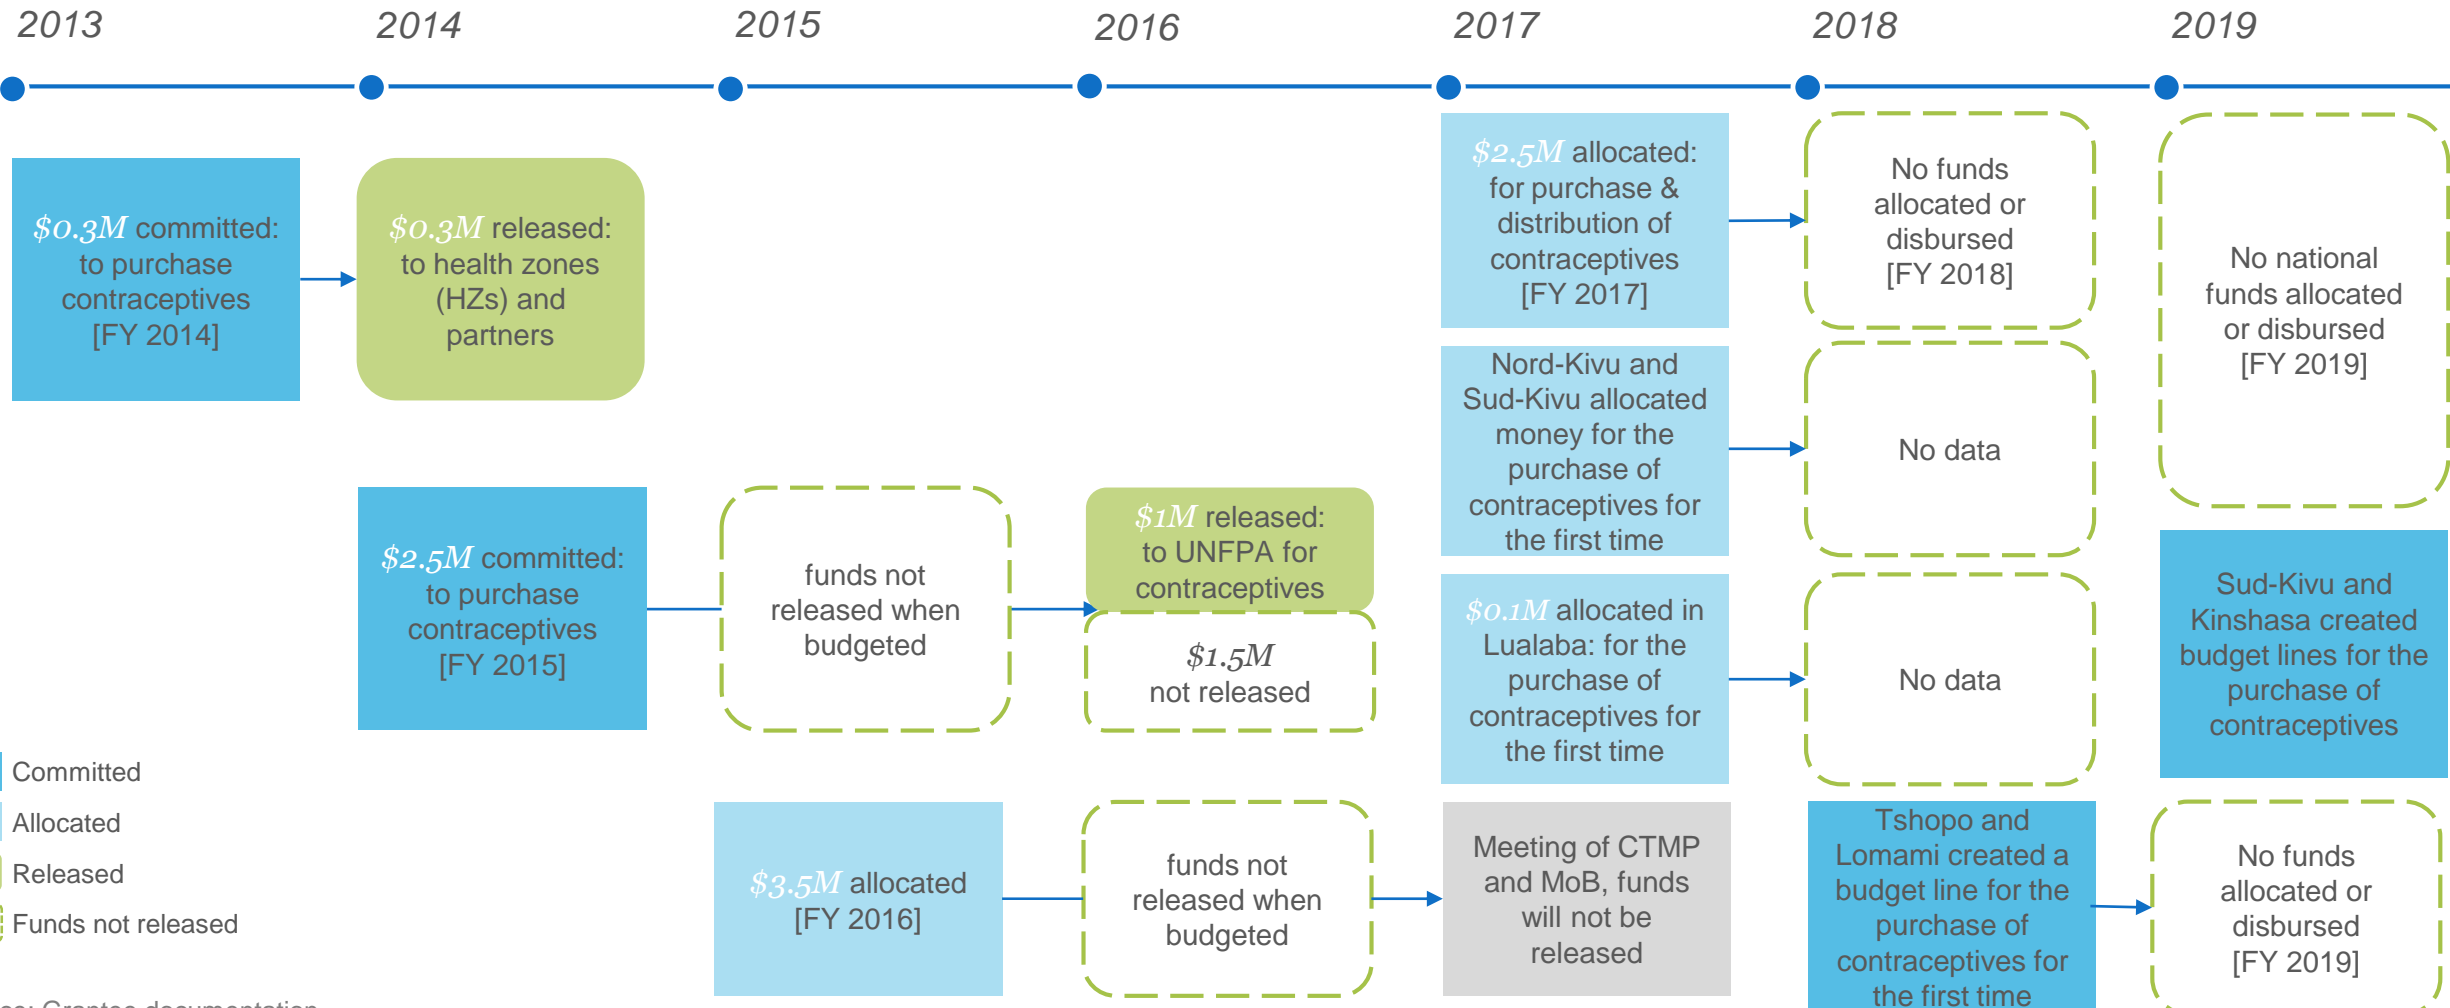 2013
2014
2015
2016
2017
2018
2019
$0.3M committed:
to purchase
contraceptives
[FY 2014]
$0.3M released:
to health zones
(HZs) and
partners
$2.5M allocated:
for purchase &
distribution of
contraceptives
[FY 2017]
No funds
allocated or
disbursed
[FY 2018]
No national
funds allocated
or disbursed
[FY 2019]
Nord-Kivu and
Sud-Kivu allocated
money for the
purchase of
contraceptives for
the first time
No data
$2.5M committed:
to purchase
contraceptives
[FY 2015]
funds not
released when
budgeted
$1M released:
to UNFPA for
contraceptives
$1.5M
not released
$0.1M allocated in
Lualaba: for the
purchase of
contraceptives for
the first time
No data
Sud-Kivu and
Kinshasa created
budget lines for the
purchase of
contraceptives
$3.5M allocated
[FY 2016]
funds not
released when
budgeted
Meeting of CTMP
and MoB, funds
will not be
released
Tshopo and
Lomami created a
budget line for the
purchase of
contraceptives for
the first time
No funds
allocated or
disbursed
[FY 2019]
Committed
Allocated
Released
Funds not released
Grantee documentation